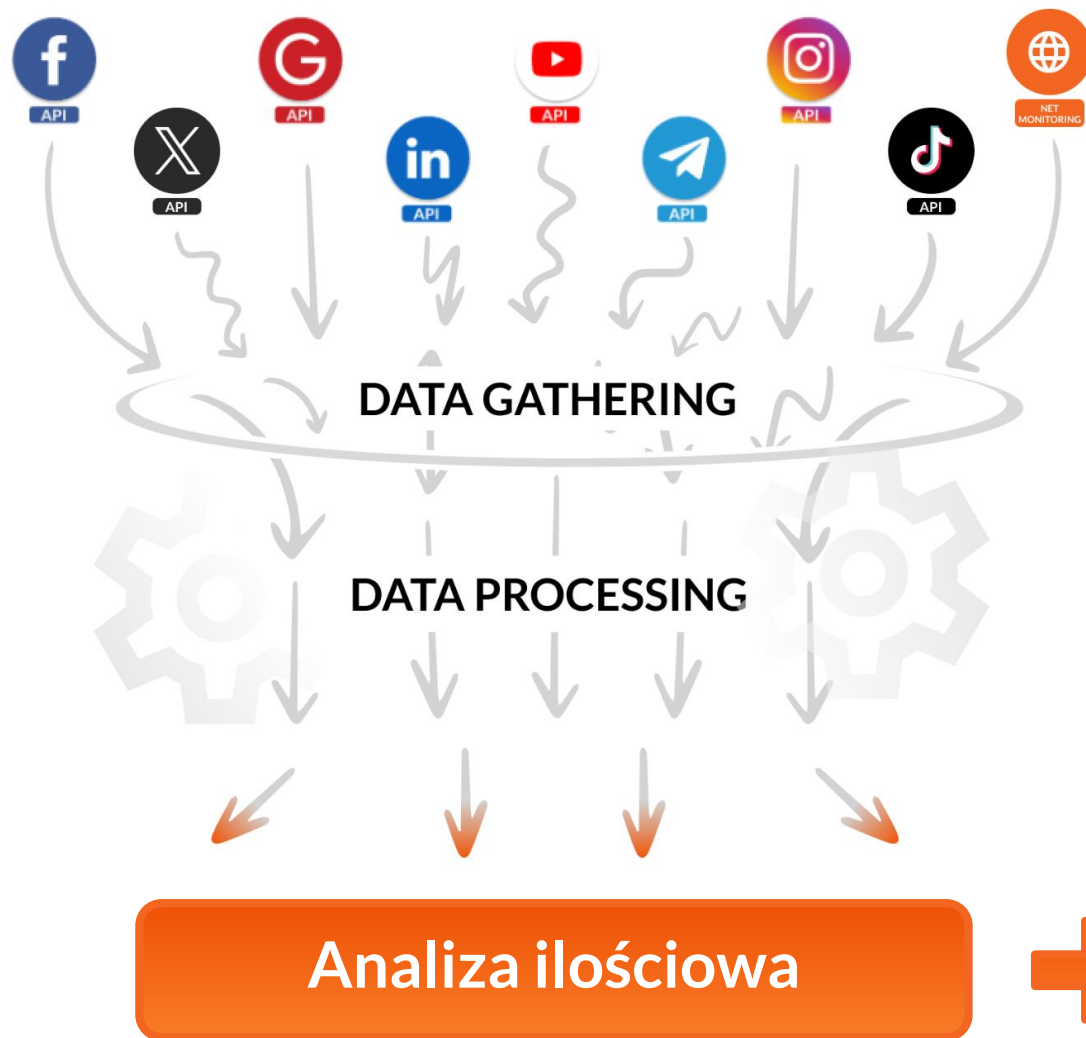 API
API
API
API
NET
MONITORING
API
API
API
API
DATA GATHERING
DATA PROCESSING
Analiza ilościowa